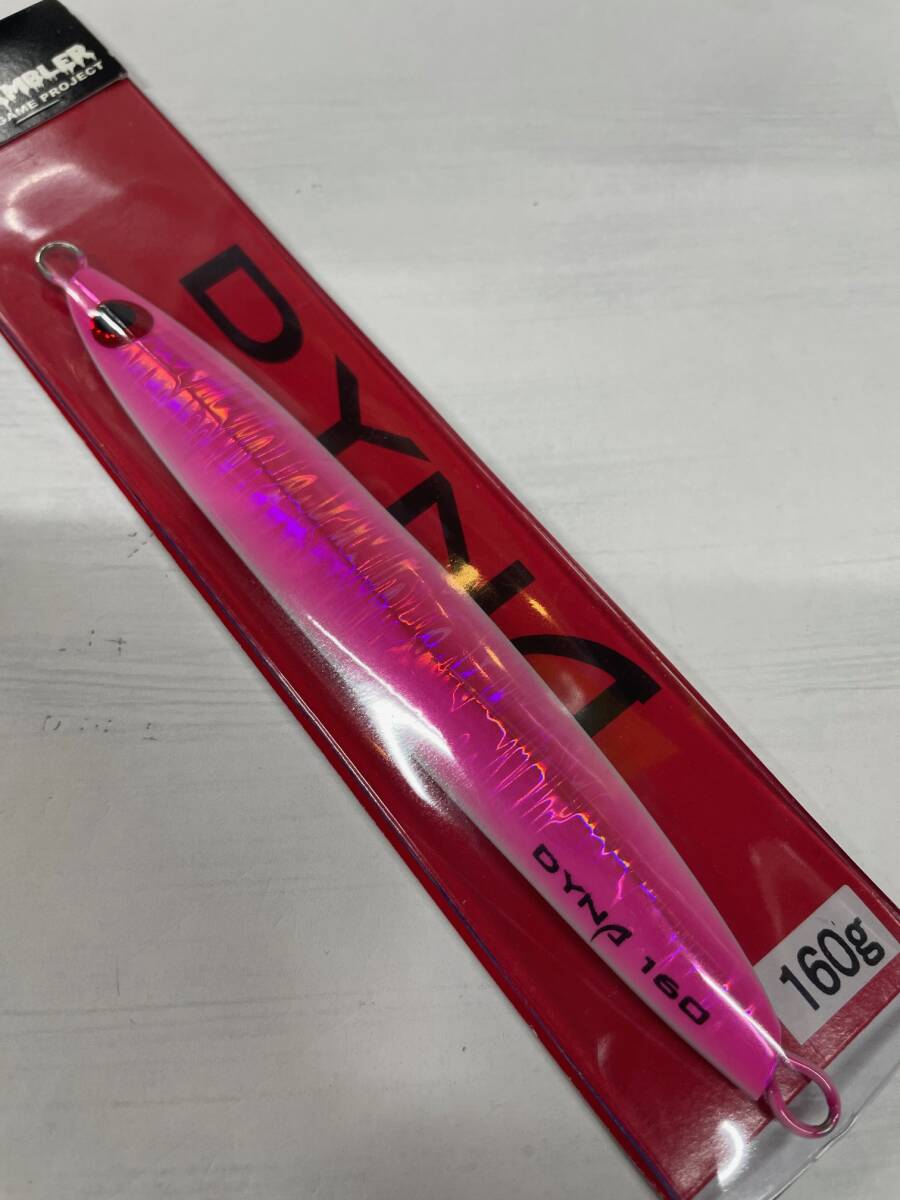 GAME PROJECT
DYNA
DYNA 160
160g